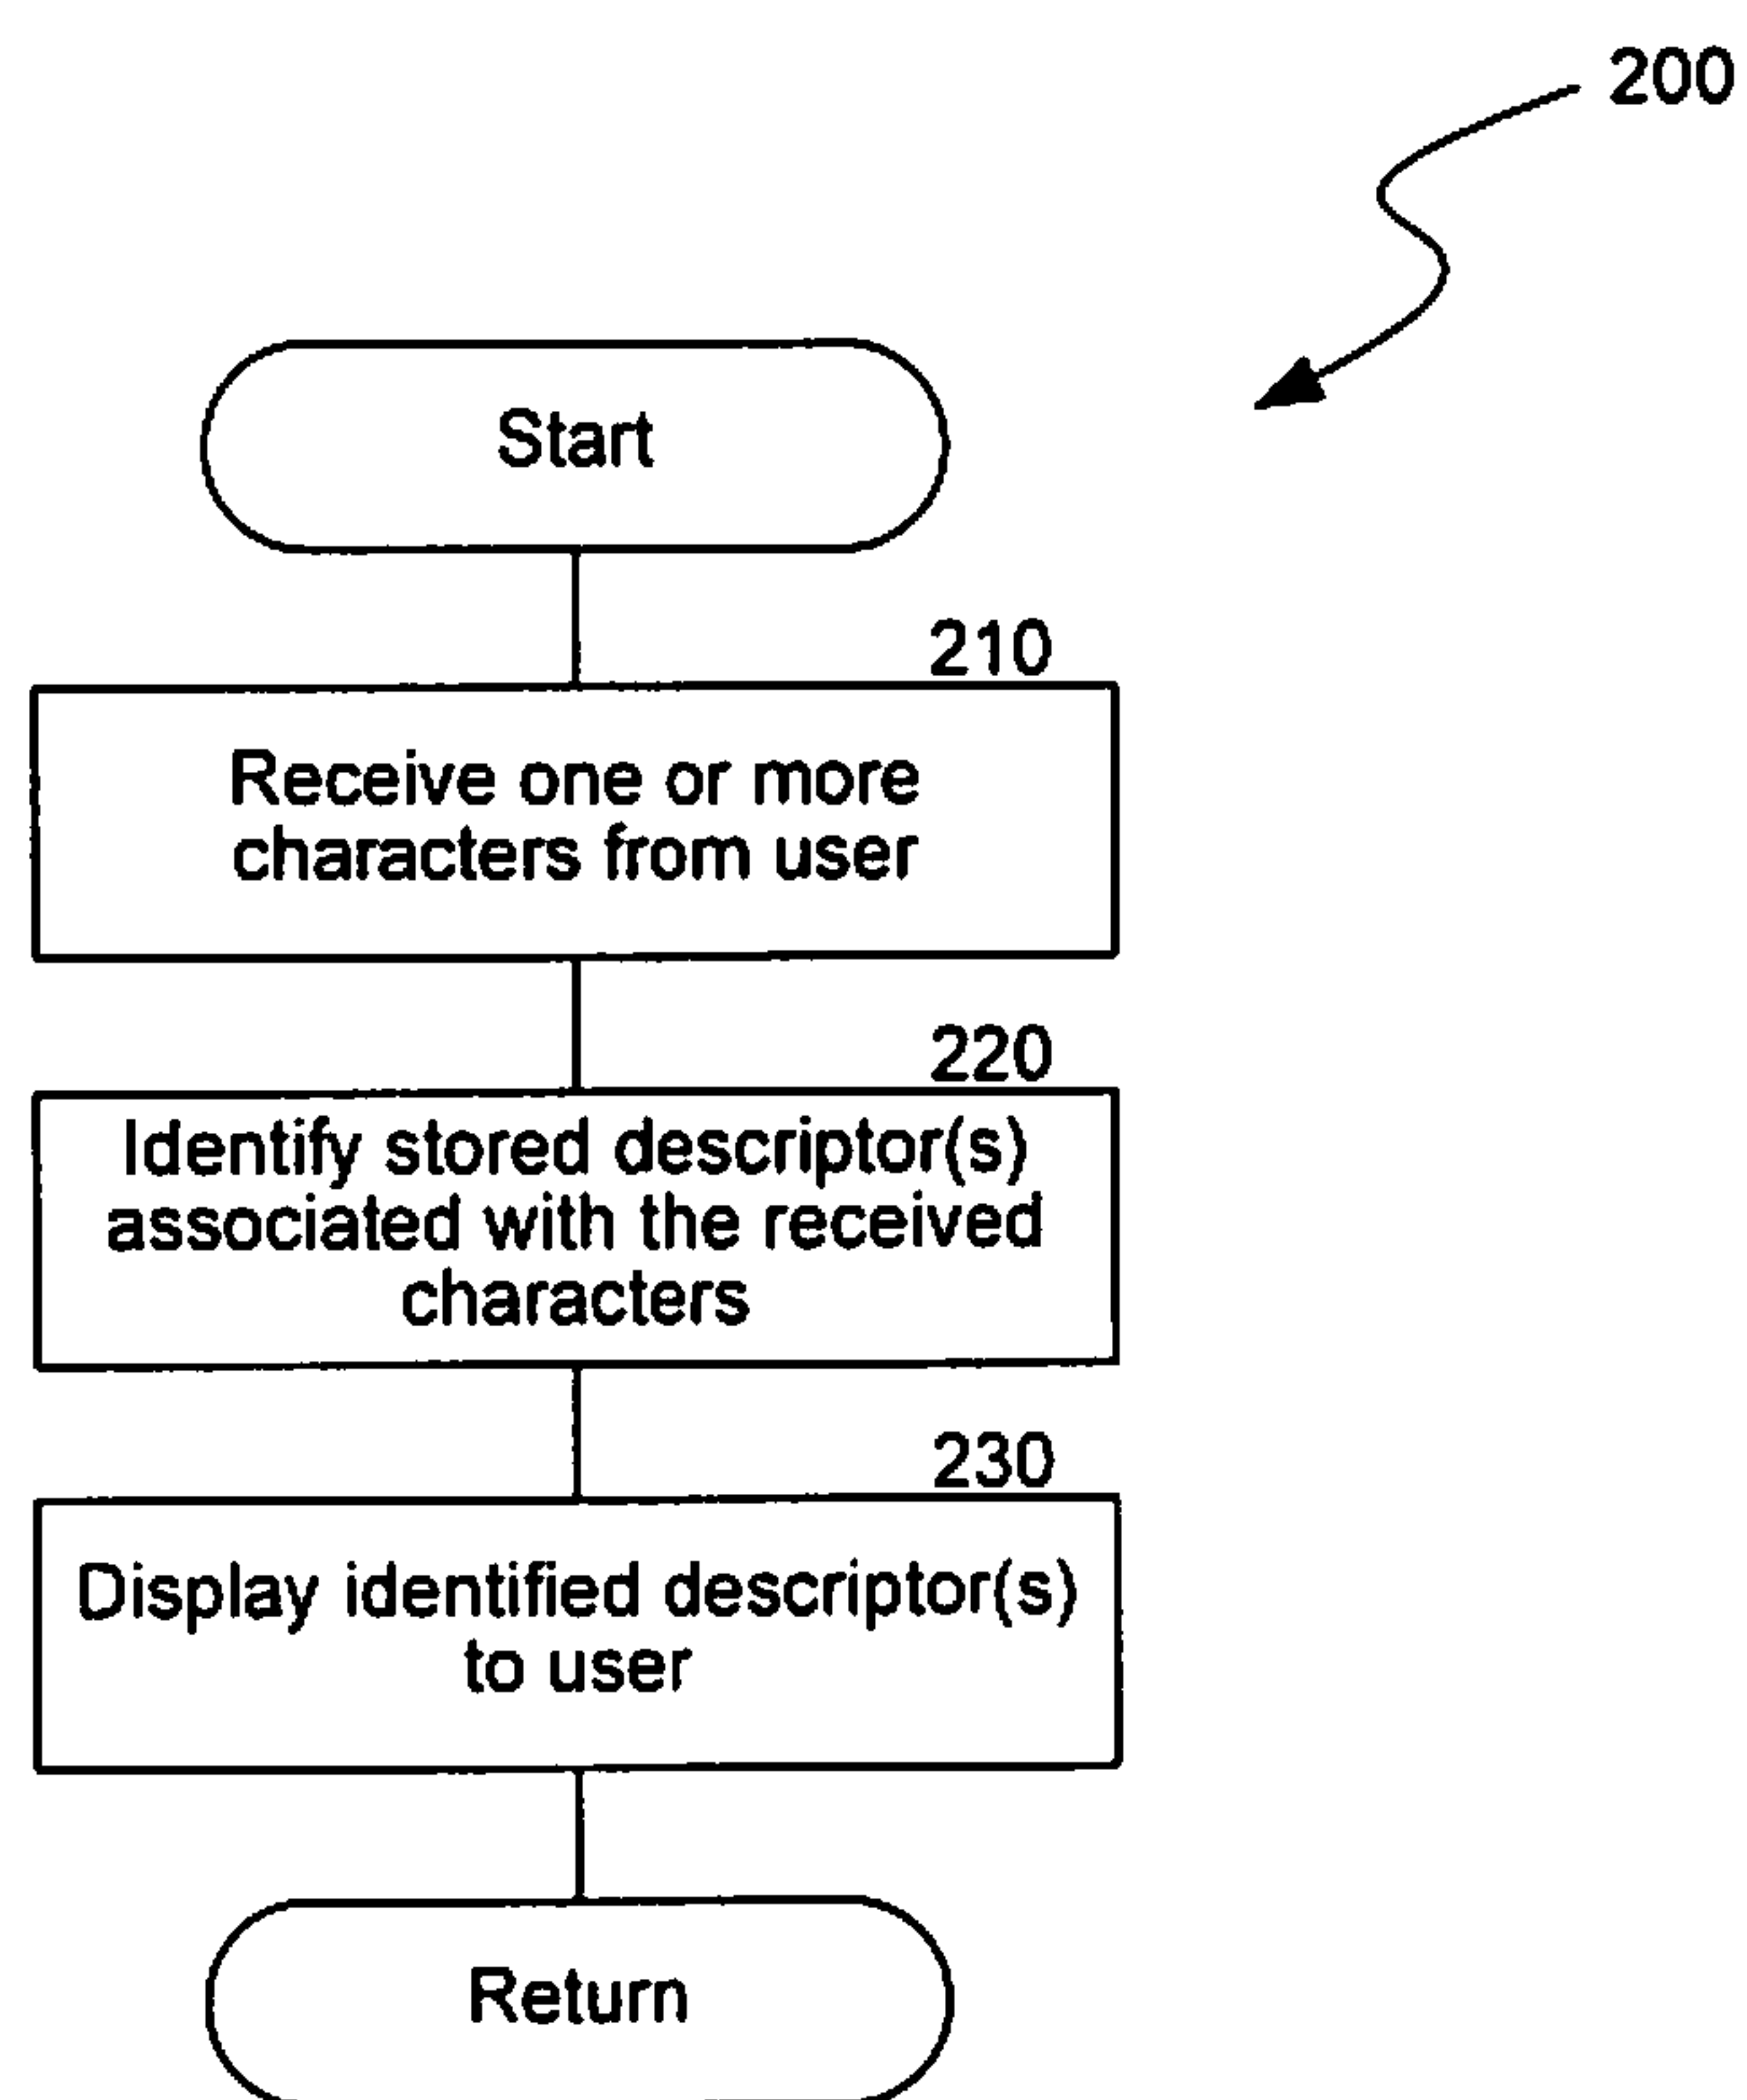 200
Start
210
Receive one or more
characters from user
220
Identify stored descriptor(s)
associated with the received
characters
230
Display identified descriptor(s)
to user
Return